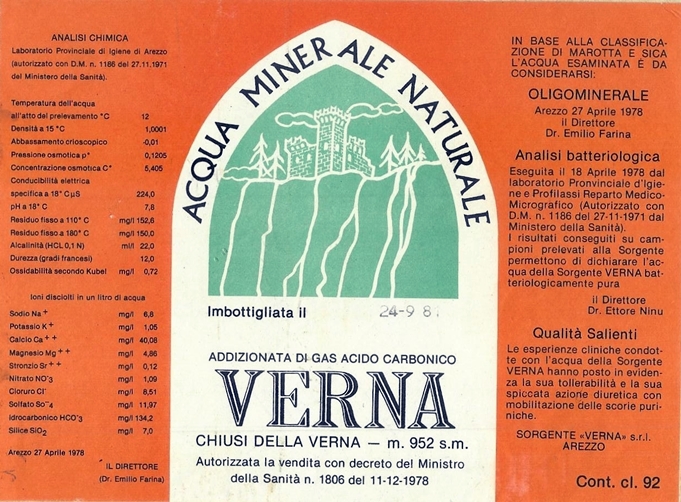 ANALISI CHIMICA
Laboratorio Provinciale di Igiene di Arezzo
(autorizzato con D.M. n. 1186 del 27.11.1971
del Ministero della Sanità).
Temperatura dell'acqua
all'atto del prelevamento °C 12
Densità a 15 °C 1,0001
Abbassamento crioscopico -0,01
Pressione osmotica p* 0,1205
Concentrazione osmotica C* 5,405
Conducibilità elettrica
specifica a 18° C µS 224,0
pH a 18° C 7,8
Residuo fisso a 110° C mg/l 152,6
Residuo fisso a 180° C mg/l 150,0
Alcalinità (HCL 0,1 N) ml/l 22,0
Durezza (gradi francesi) 12,0
Ossidabilità secondo Kubel mg/l 0,72
Ioni disciolti in un litro di acqua
Sodio Na + mg/l 6,8
Potassio K + mg/l 1,05
Calcio Ca ++ mg/l 40,08
Magnesio Mg ++ mg/l 4,86
Stronzio Sr ++ mg/l 0,12
Nitrato NO'3 mg/l 1,09
Cloruro Cl- mg/l 8,51
Solfato So--4 mg/l 11,97
Idrocarbonico HCO'3 mg/l 134,2
Silice SiO2 mg/l 7,0
Arezzo 27 Aprile 1978
IL DIRETTORE
(Dr. Emilio Farina)
ACQUA MINERALE NATURALE
Imbottigliata il 24-9 8
ADDIZIONATA DI GAS ACIDO CARBONICO
VERNA
CHIUSI DELLA VERNA — m. 952 s.m.
Autorizzata la vendita con decreto del Ministro
della Sanità n. 1806 del 11-12-1978
IN BASE ALLA CLASSIFICA-
ZIONE DI MAROTTA E SICA
L'ACQUA ESAMINATA È DA
CONSIDERARSI:
OLIGOMINERALE
Arezzo 27 Aprile 1978
il Direttore
Dr. Emilio Farina
Analisi batteriologica
Eseguita il 18 Aprile 1978 dal
laboratorio Pronvinciale d'Igie-
ne e Profilassi Reparto Medico-
Micrografico (Autorizzato con
D.M. n. 1186 del 27-11-1971 dal
Ministero della Sanità).
I risultati conseguiti su cam-
pioni prelevati alla Sorgente
permettono di dichiarare l'ac-
qua della Sorgente VERNA bat-
teriologicamente pura
il Direttore
Dr. Ettore Ninu
Qualità Salienti
Le esperienze cliniche condot-
te con l'acqua della Sorgente
VERNA hanno posto in eviden-
za la sua tollerabilità e la sua
spiccata azione diuretica con
mobilitazione delle scorie puri-
niche.
SORGENTE «VERNA» s.r.l.
AREZZO
Cont. cl. 92